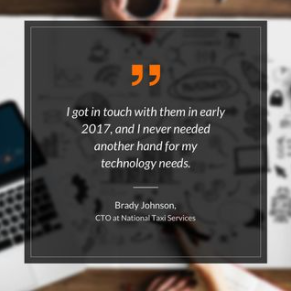 I got in touch with them in early
2017, and I never needed
another hand for my
technology needs.
Brady Johnson,
CTO at National Taxi Services